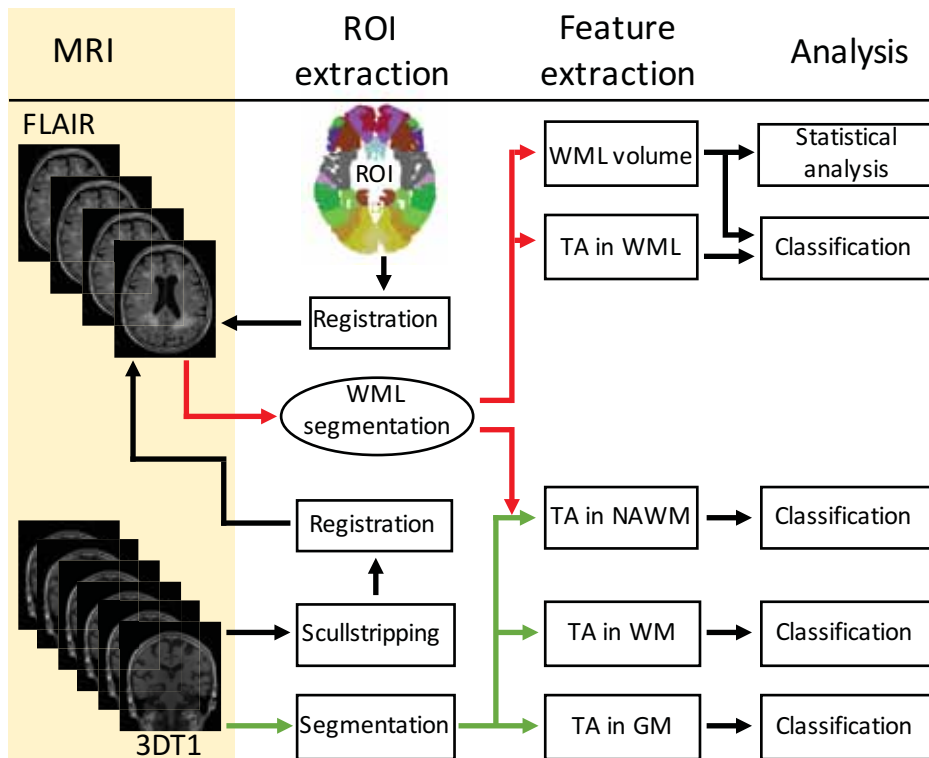 MRI
ROI
extraction
Feature
extraction
Analysis
FLAIR
ROI
WML volume
Statistical
analysis
TA in WML
Classification
Registration
WML
segmentation
Registration
TA in NAWM
Classification
Scullstripping
TA in WM
Classification
Segmentation
TA in GM
Classification
3DT1